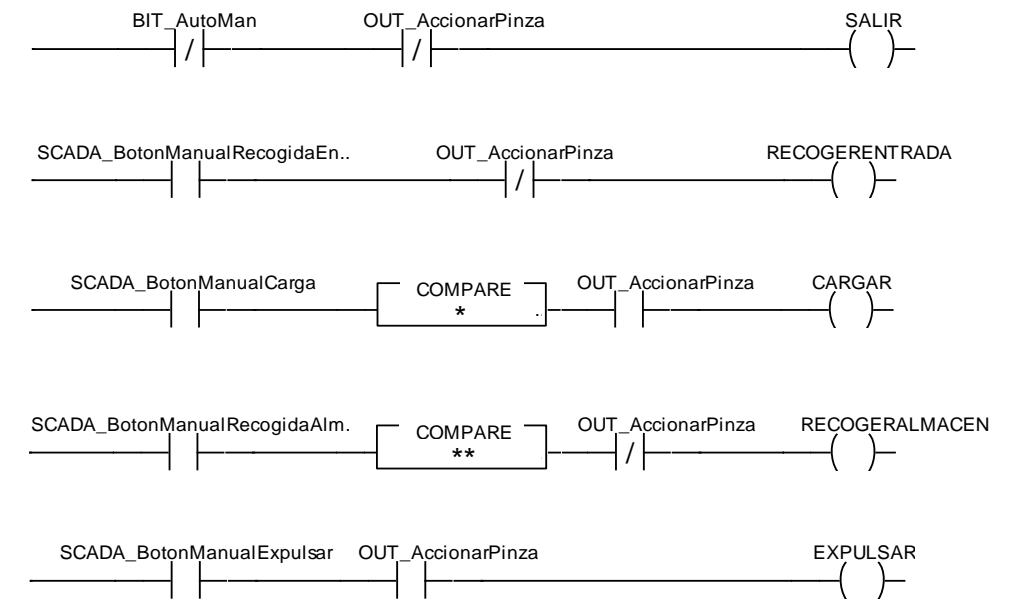 BIT_AutoMan OUT_AccionarPinza SALIR
/ /
SCADA_BotonManualRecogidaEn.. OUT_AccionarPinza RECOGERENTRADA
/
SCADA_BotonManualCarga COMPARE OUT_AccionarPinza CARGAR
* ..
SCADA_BotonManualRecogidaAlm. COMPARE OUT_AccionarPinza RECOGERALMACEN
** /
SCADA_BotonManualExpulsar OUT_AccionarPinza EXPULSAR